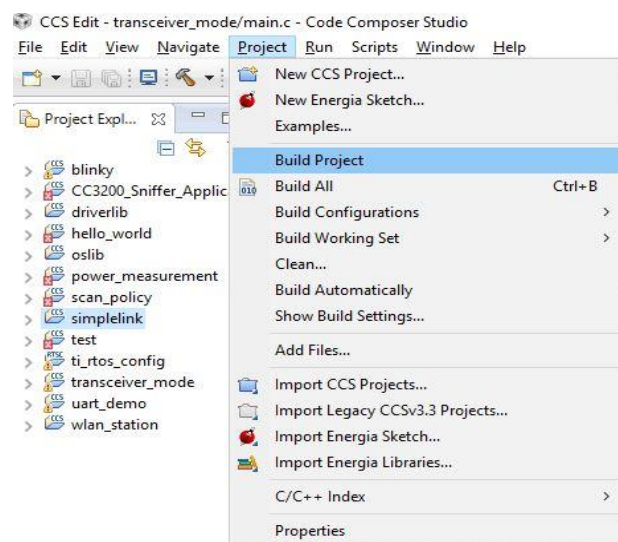 CCS Edit - transceiver_mode/main.c - Code Composer Studio
File Edit View Navigate Project Run Scripts Window Help
Project Expl...
blinky
CC3200_Sniffer_Applic
driverlib
hello_world
oslib
power_measurement
scan_policy
simplelink
test
ti_rtos_config
transceiver_mode
uart_demo
wlan_station
New CCS Project...
New Energia Sketch...
Examples...
Build Project
Build All Ctrl+B
Build Configurations
Build Working Set
Clean...
Build Automatically
Show Build Settings...
Add Files...
Import CCS Projects...
Import Legacy CCSv3.3 Projects...
Import Energia Sketch...
Import Energia Libraries...
C/C++ Index
Properties